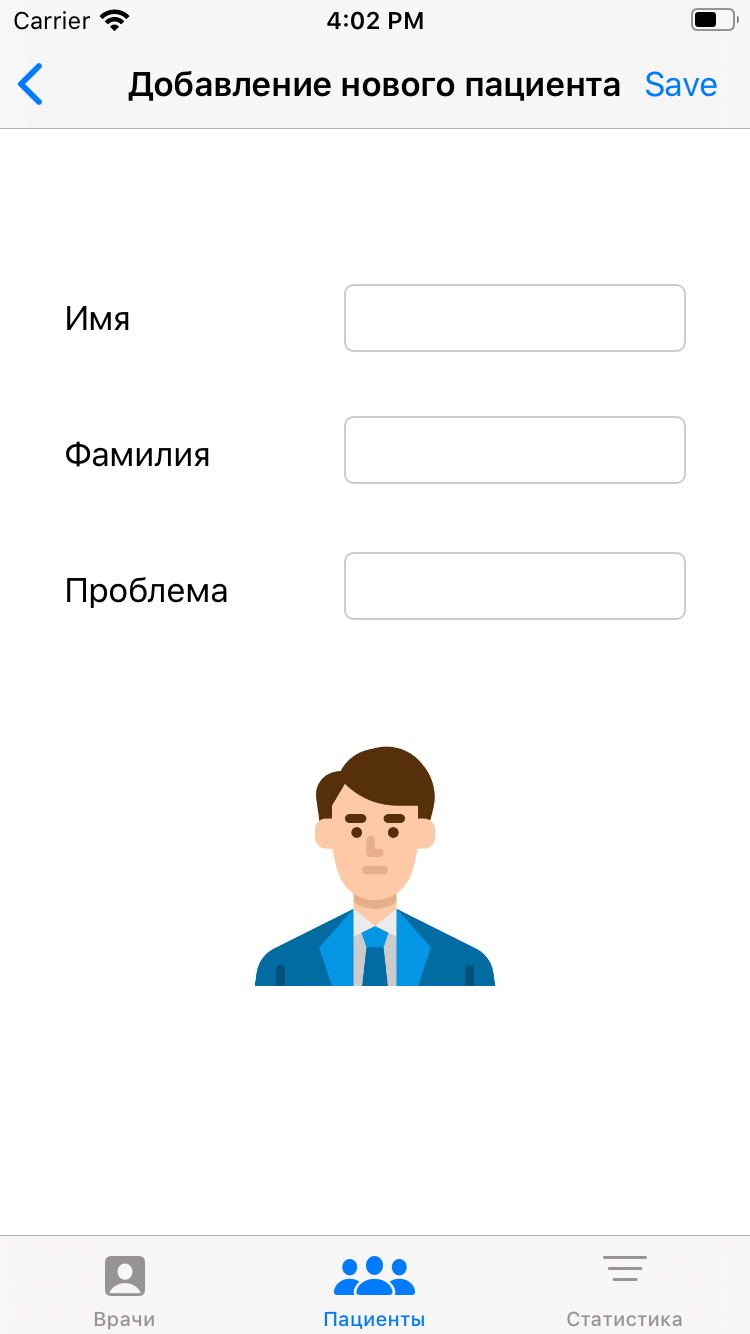 Carrier 4:02 PM
Добавление нового пациента Save
Имя
Фамилия
Проблема
Врачи Пациенты Статистика